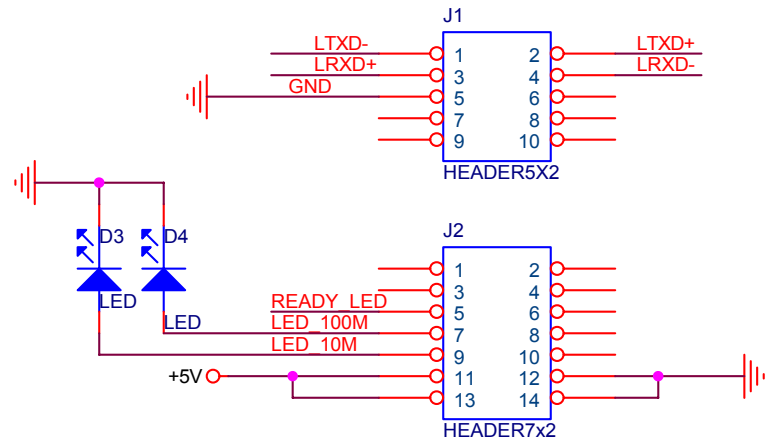 J1
LTXD- 1 2 LTXD+
LRXD+ 3 4 LRXD-
GND 5 6
7 8
9 10
HEADER5X2
D3 D4
LED
LED
J2
1 2
3 4
READY_LED 5 6
LED_100M 7 8
LED_10M 9 10
+5V 11 12
13 14
HEADER7x2